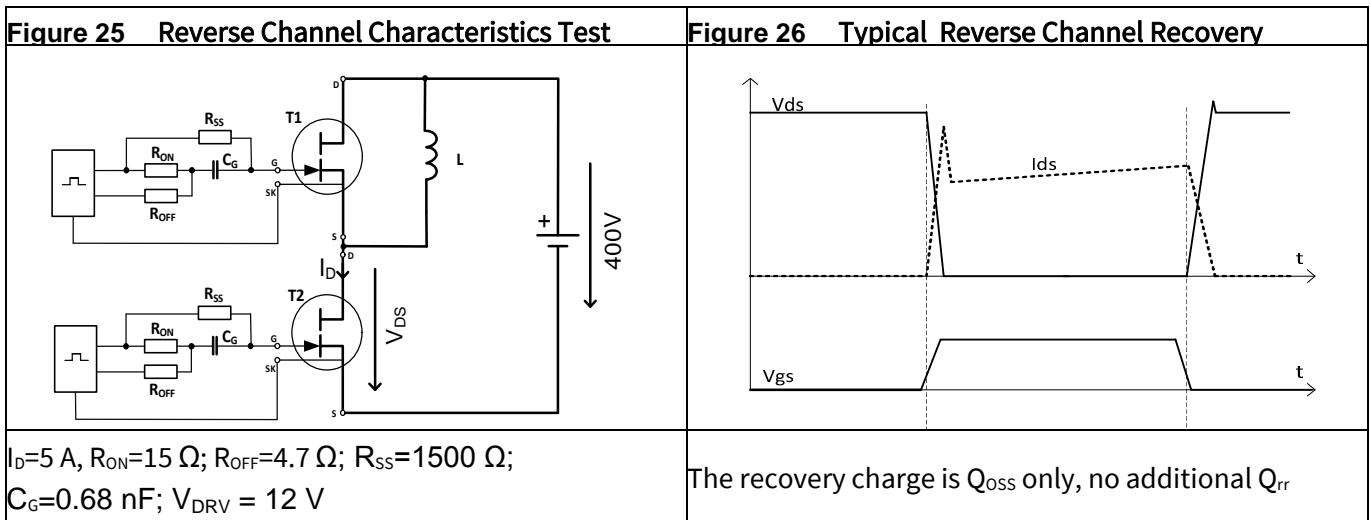 Figure 25 Reverse Channel Characteristics Test
Figure 26 Typical Reverse Channel Recovery
D
T1
RSS
RON
CG
G
SK
ROFF
S
L
+
400V
D
ID
T2
VDS
RSS
RON
CG
G
SK
ROFF
S
Vds
Ids
t
Vgs
t
ID=5 A, RON=15 Ω; ROFF=4.7 Ω; RSS=1500 Ω;
CG=0.68 nF; VDRV = 12 V
The recovery charge is QOSS only, no additional Qrr